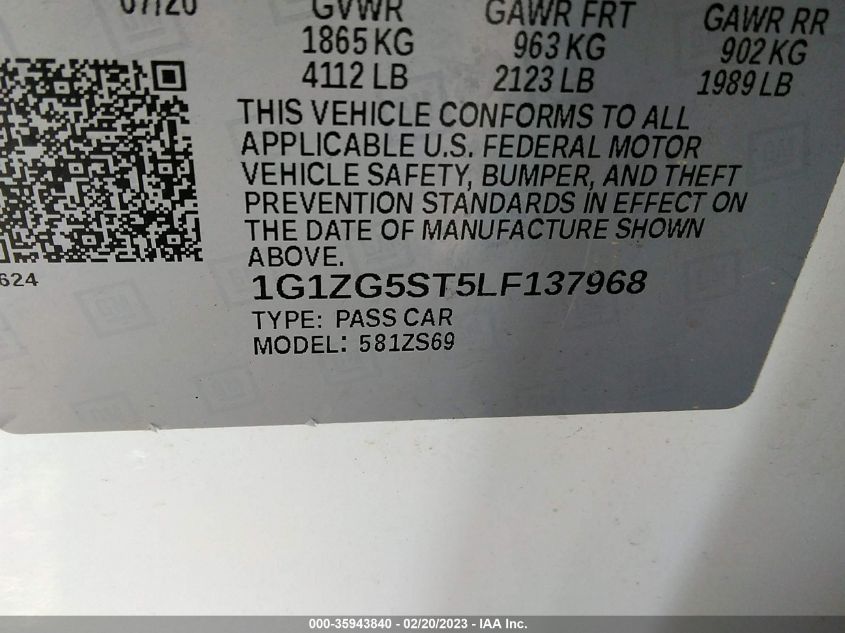 07/20 GVWR GAWR FRT GAWR RR
1865 KG 963 KG 902 KG
4112 LB 2123 LB 1989 LB
THIS VEHICLE CONFORMS TO ALL
APPLICABLE U.S. FEDERAL MOTOR
VEHICLE SAFETY, BUMPER, AND THEFT
PREVENTION STANDARDS IN EFFECT ON
THE DATE OF MANUFACTURE SHOWN
ABOVE.
624
1G1ZG5ST5LF137968
TYPE: PASS CAR
MODEL: 581ZS69
000-35943840 - 02/20/2023 - IAA Inc.